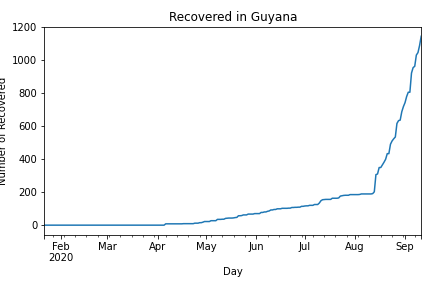 Recovered in Guyana
Number of Recovered
1200
1000
800
600
400
200
0
Feb Mar Apr May Jun Jul Aug Sep
2020
Day